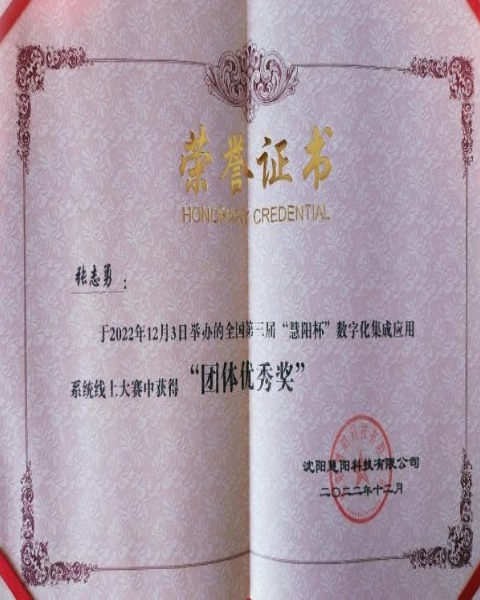 荣誉证书
HONORARY CREDENTIAL
张志勇：
于2022年12月3日举办的全国第三届“慧阳杯”数字化集成应用
系统线上大赛中获得“团体优秀奖”
沈阳慧阳科技有限公司
二〇二二年十二月